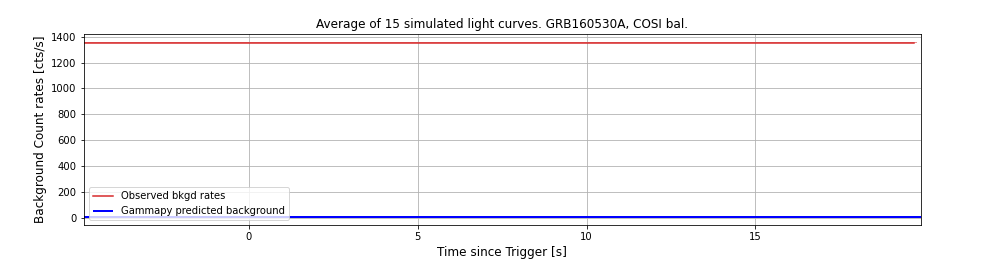 Average of 15 simulated light curves. GRB160530A, COSI bal.
Background Count rates [cts/s]
1400
1200
1000
800
600
400
200
0
Observed bkgd rates
Gammapy predicted background
0 5 10 15
Time since Trigger [s]